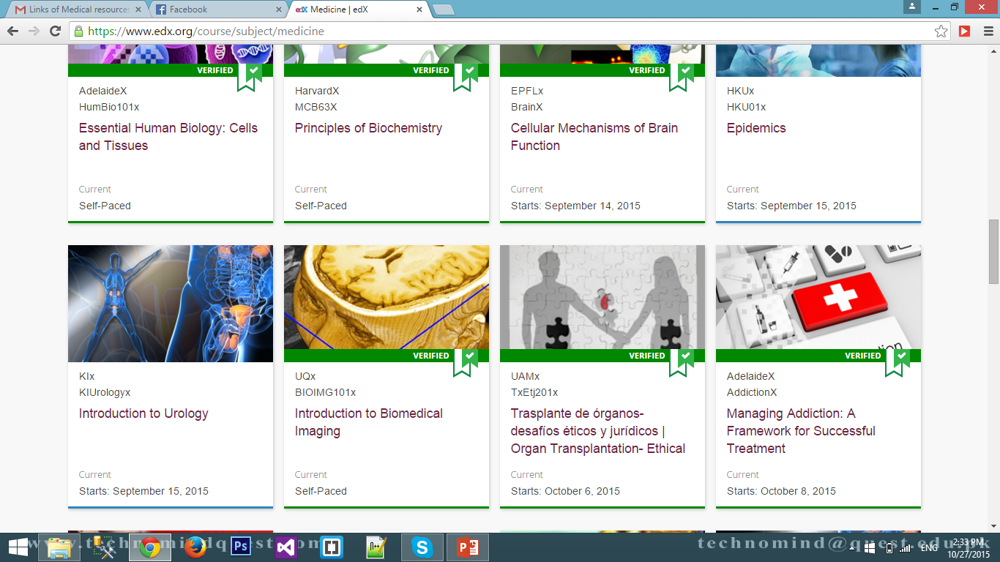 Links of Medical resource
Facebook
Medicine | edX
https://www.edx.org/course/subject/medicine
VERIFIED
VERIFIED
VERIFIED
AdelaideX
HumBio101x
Essential Human Biology: Cells
and Tissues
Current
Self-Paced
HarvardX
MCB63X
Principles of Biochemistry
Current
Self-Paced
EPFLx
BrainX
Cellular Mechanisms of Brain
Function
Current
Starts: September 14, 2015
HKUx
HKU01x
Epidemics
Current
Starts: September 15, 2015
KIx
KIUrologyx
Introduction to Urology
Current
Starts: September 15, 2015
VERIFIED
UQx
BIOIMG101x
Introduction to Biomedical
Imaging
Current
Self-Paced
VERIFIED
UAMx
TxEtj201x
Trasplante de órganos-
desafíos éticos y jurídicos |
Organ Transplantation- Ethical
Current
Starts: October 6, 2015
VERIFIED
AdelaideX
AddictionX
Managing Addiction: A
Framework for Successful
Treatment
Current
Starts: October 8, 2015
Ps
technomind@quest.edu.pk
ENG
2:33 PM
10/27/2015